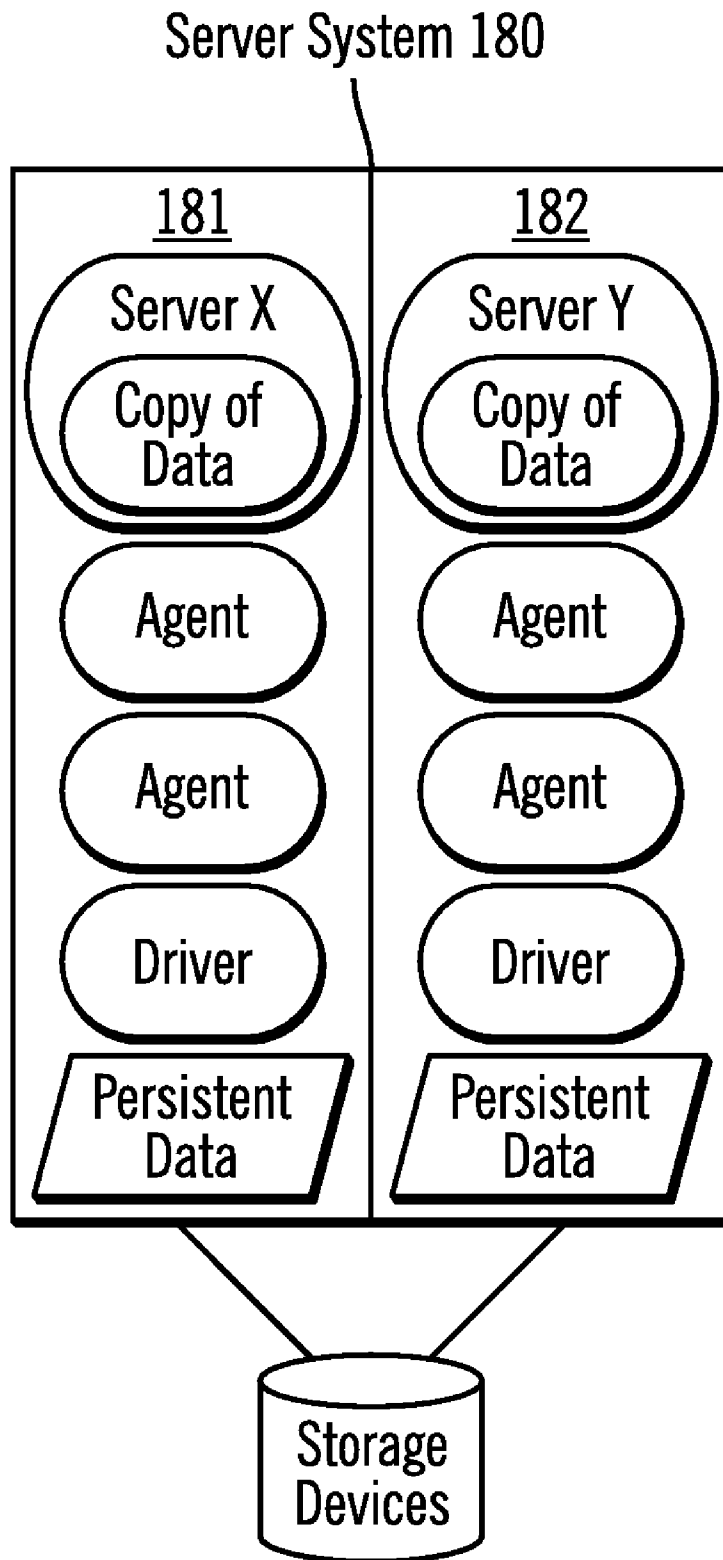 Server System 180
181
Server X
Copy of
Data
Agent
Agent
Driver
Persistent
Data
182
Server Y
Copy of
Data
Agent
Agent
Driver
Persistent
Data
Storage
Devices